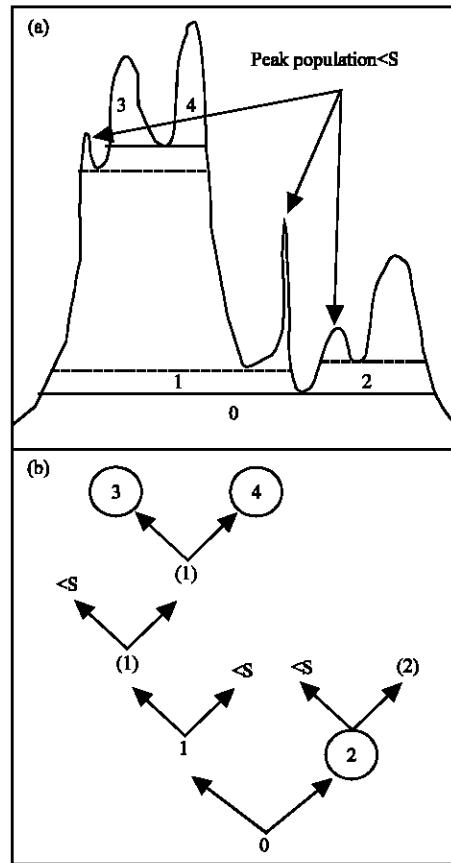 (a)
Peak population<S
3 4
1 2
0
(b)
3 4
(1)
<S
(1) <S <S (2)
1 2
0